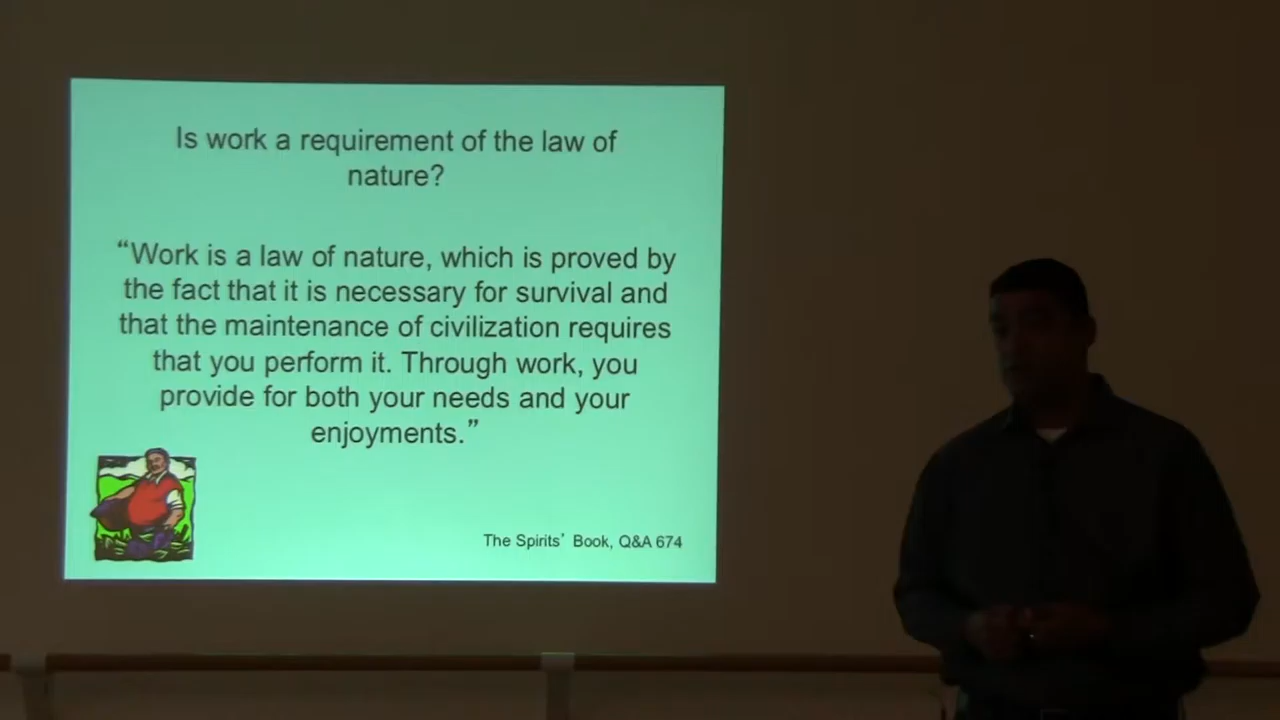 Is work a requirement of the law of
nature?
“Work is a law of nature, which is proved by
the fact that it is necessary for survival and
that the maintenance of civilization requires
that you perform it. Through work, you
provide for both your needs and your
enjoyments.”
The Spirits’ Book, Q&A 674